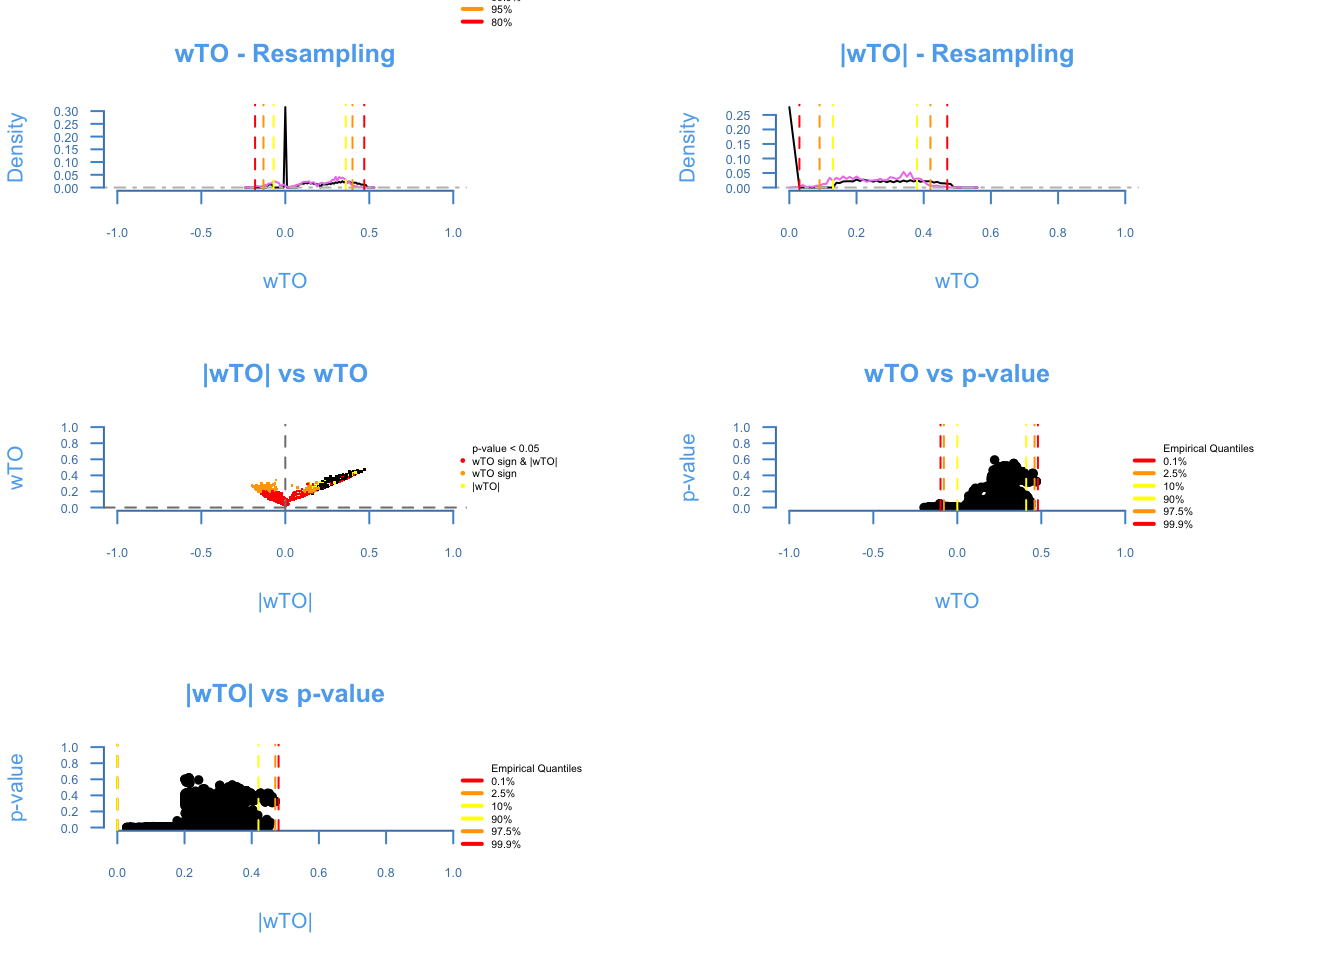 95%
80%
wTO - Resampling
Density
0.30
0.25
0.20
0.15
0.10
0.05
0.00
-1.0 -0.5 0.0 0.5 1.0
wTO
|wTO| - Resampling
Density
0.25
0.20
0.15
0.10
0.05
0.00
0.0 0.2 0.4 0.6 0.8 1.0
wTO
|wTO| vs wTO
wTO
1.0
0.8
0.6
0.4
0.2
0.0
-1.0 -0.5 0.0 0.5 1.0
|wTO|
p-value < 0.05
wTO sign & |wTO|
wTO sign
|wTO|
wTO vs p-value
p-value
1.0
0.8
0.6
0.4
0.2
0.0
-1.0 -0.5 0.0 0.5 1.0
wTO
Empirical Quantiles
0.1%
2.5%
10%
90%
97.5%
99.9%
|wTO| vs p-value
p-value
1.0
0.8
0.6
0.4
0.2
0.0
0.0 0.2 0.4 0.6 0.8 1.0
|wTO|
Empirical Quantiles
0.1%
2.5%
10%
90%
97.5%
99.9%